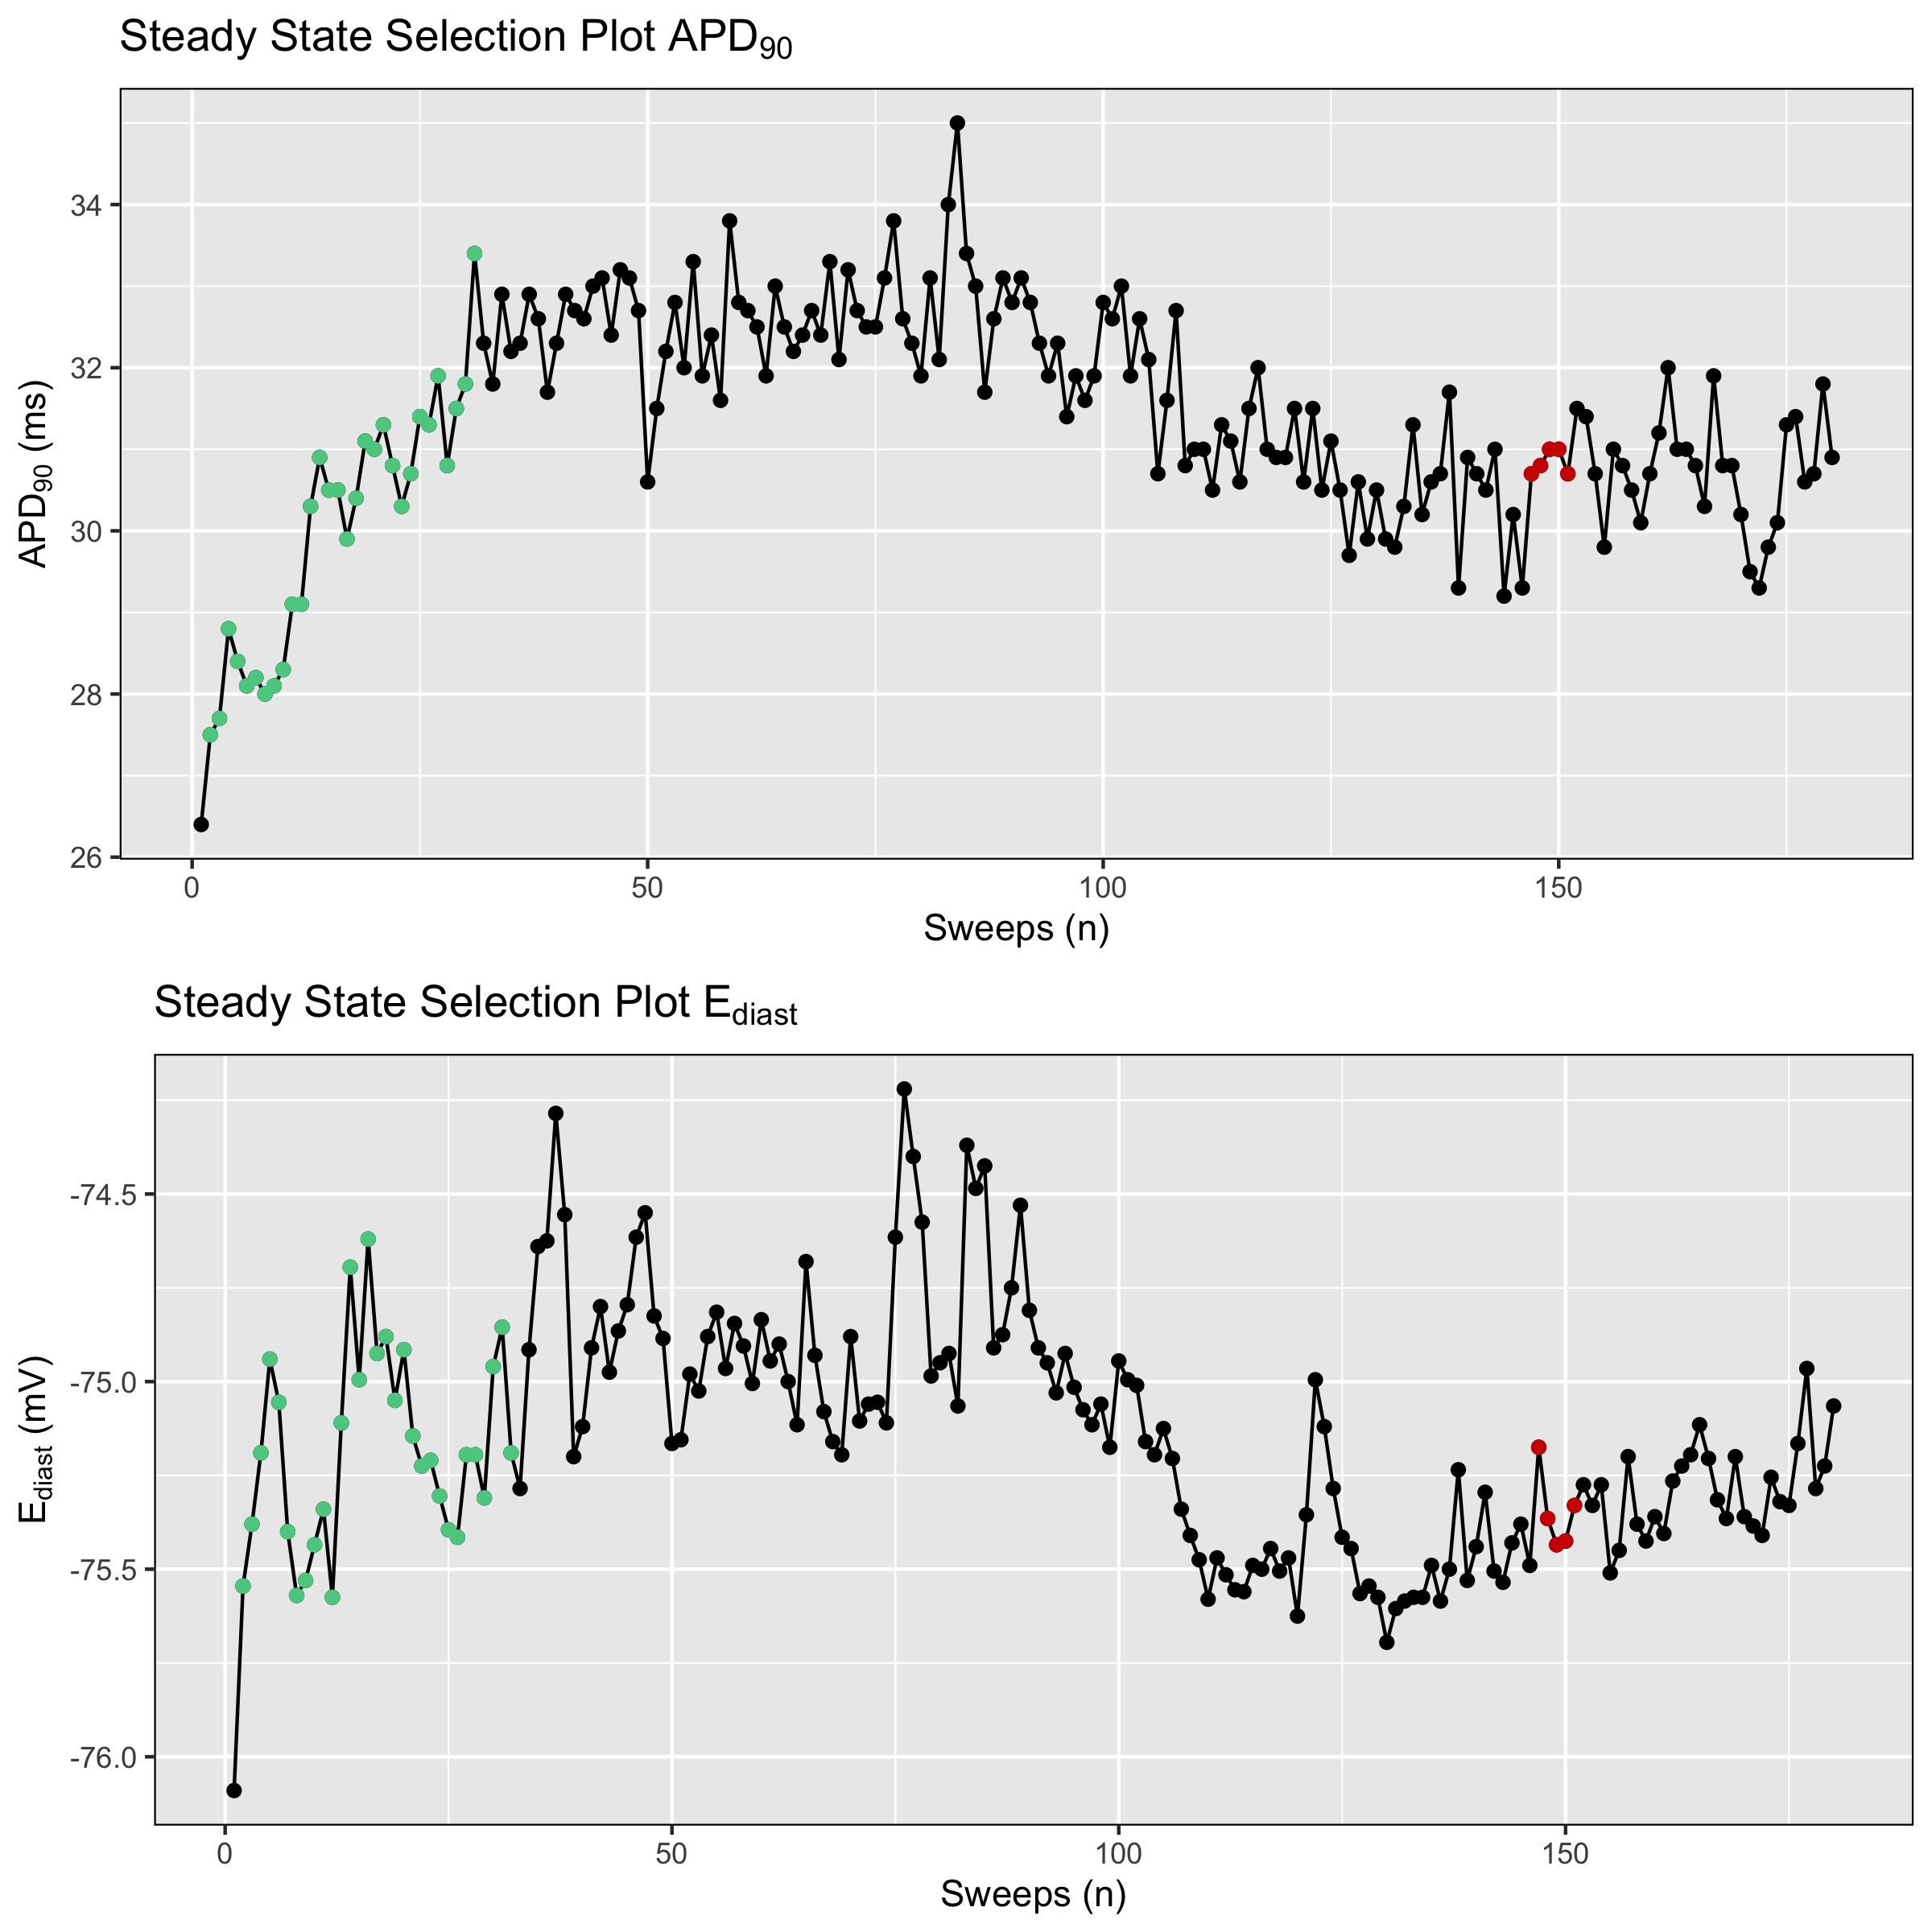 Steady State Selection Plot APD90
34
32
30
28
26
APD90 (ms)
0 50 100 150
Sweeps (n)
Steady State Selection Plot Ediast
-74.5
-75.0
-75.5
-76.0
Ediast (mV)
0 50 100 150
Sweeps (n)